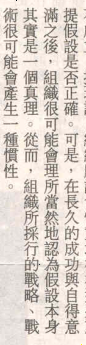 提假設是否正確。可是，在長久的成功與自得意
滿之後，組織很可能會理所當然地認為假設本身
其實是一個真理。從而，組織所採行的戰略、戰
術很可能會產生一種慣性。